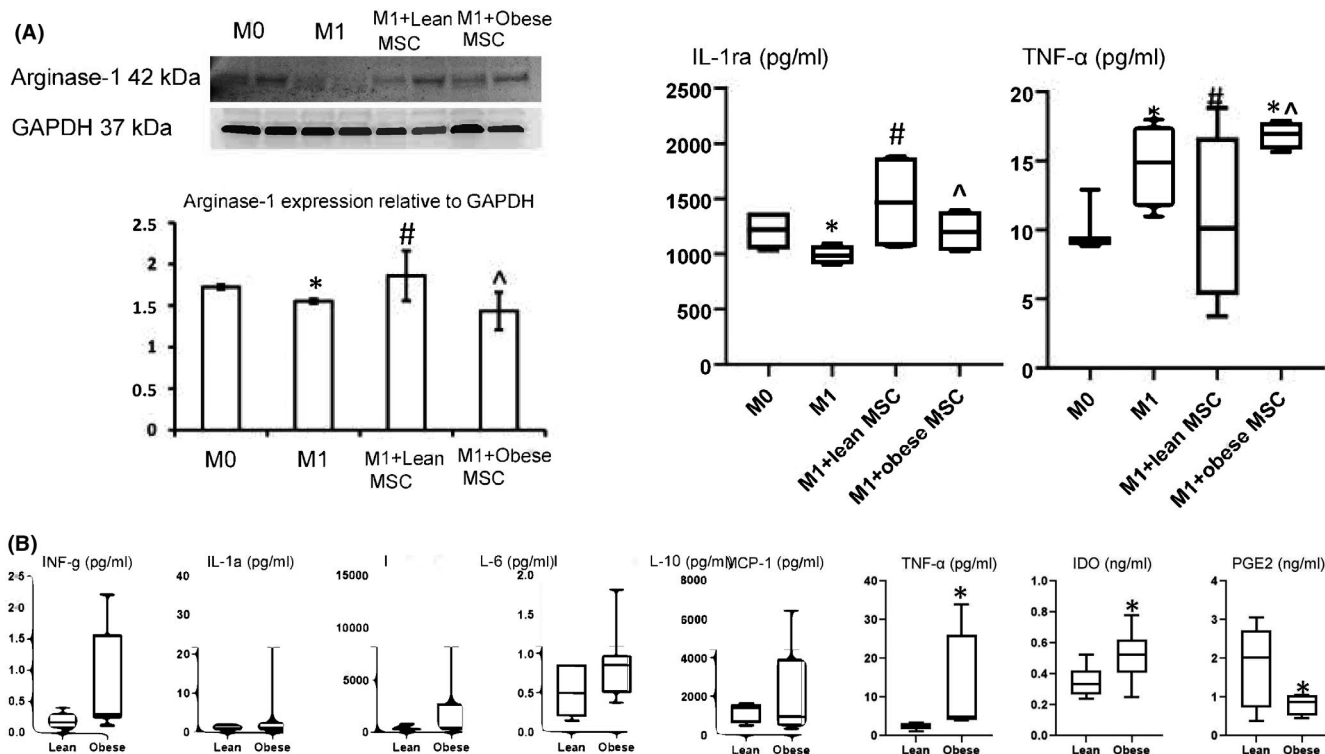 (A)
M0 M1 M1+Lean MSC M1+Obese MSC
Arginase-1 42 kDa
GAPDH 37 kDa
Arginase-1 expression relative to GAPDH
2.5
2
1.5
1
0.5
0
* # ^
M0 M1 M1+Lean MSC M1+Obese MSC
IL-1ra (pg/ml)
2500
2000
1500
1000
500
0
* # ^
M0 M1 M1+lean MSC M1+obese MSC
TNF-α (pg/ml)
20
15
10
5
0
* # *^
M0 M1 M1+lean MSC M1+obese MSC
(B)
INF-g (pg/ml)
2.5
2.0
1.5
1.0
0.5
0.0
Lean Obese
IL-1a (pg/ml)
40
30
20
10
0
Lean Obese
I
15000
10000
5000
0
Lean Obese
L-6 (pg/ml)I
2.0
1.5
1.0
0.5
0.0
Lean Obese
L-10 (pg/ml)
MCP-1 (pg/ml)
8000
6000
4000
2000
0
Lean Obese
TNF-α (pg/ml)
40
30
20
10
0
*
Lean Obese
IDO (ng/ml)
0.8
0.6
0.4
0.2
0.0
*
Lean Obese
PGE2 (ng/ml)
4
3
2
1
0
*
Lean Obese